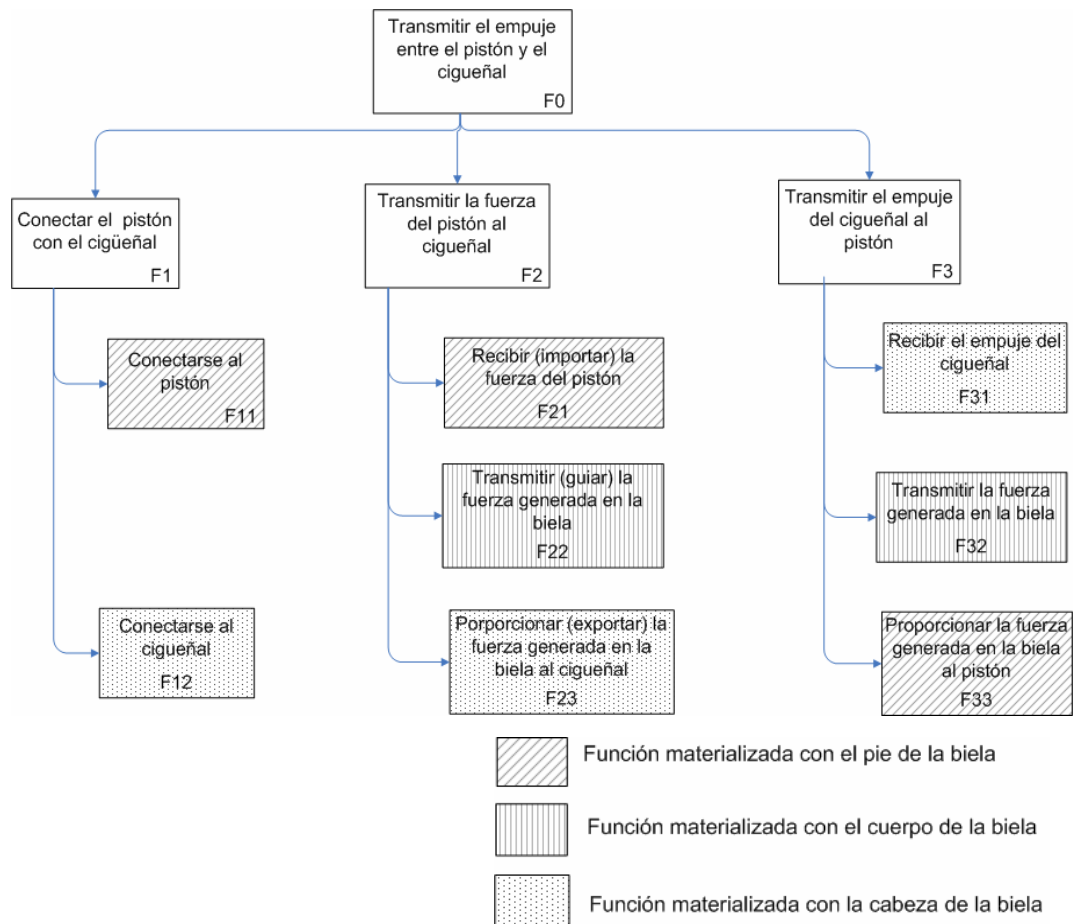 Transmitir el empuje
entre el pistón y el
cigueñal
F0
Conectar el pistón
con el cigüeñal
F1
Transmitir la fuerza
del pistón al
cigueñal
F2
Transmitir el empuje
del cigueñal al
pistón
F3
Conectarse al
pistón
F11
Recibir (importar) la
fuerza del pistón
F21
Recibir el empuje del
cigueñal
F31
Transmitir (guiar) la
fuerza generada en la
biela
F22
Transmitir la fuerza
generada en la biela
F32
Conectarse al
cigueñal
F12
Porporcionar (exportar) la
fuerza generada en la
biela al cigueñal
F23
Proporcionar la fuerza
generada en la biela
al pistón
F33
Función materializada con el pie de la biela
Función materializada con el cuerpo de la biela
Función materializada con la cabeza de la biela